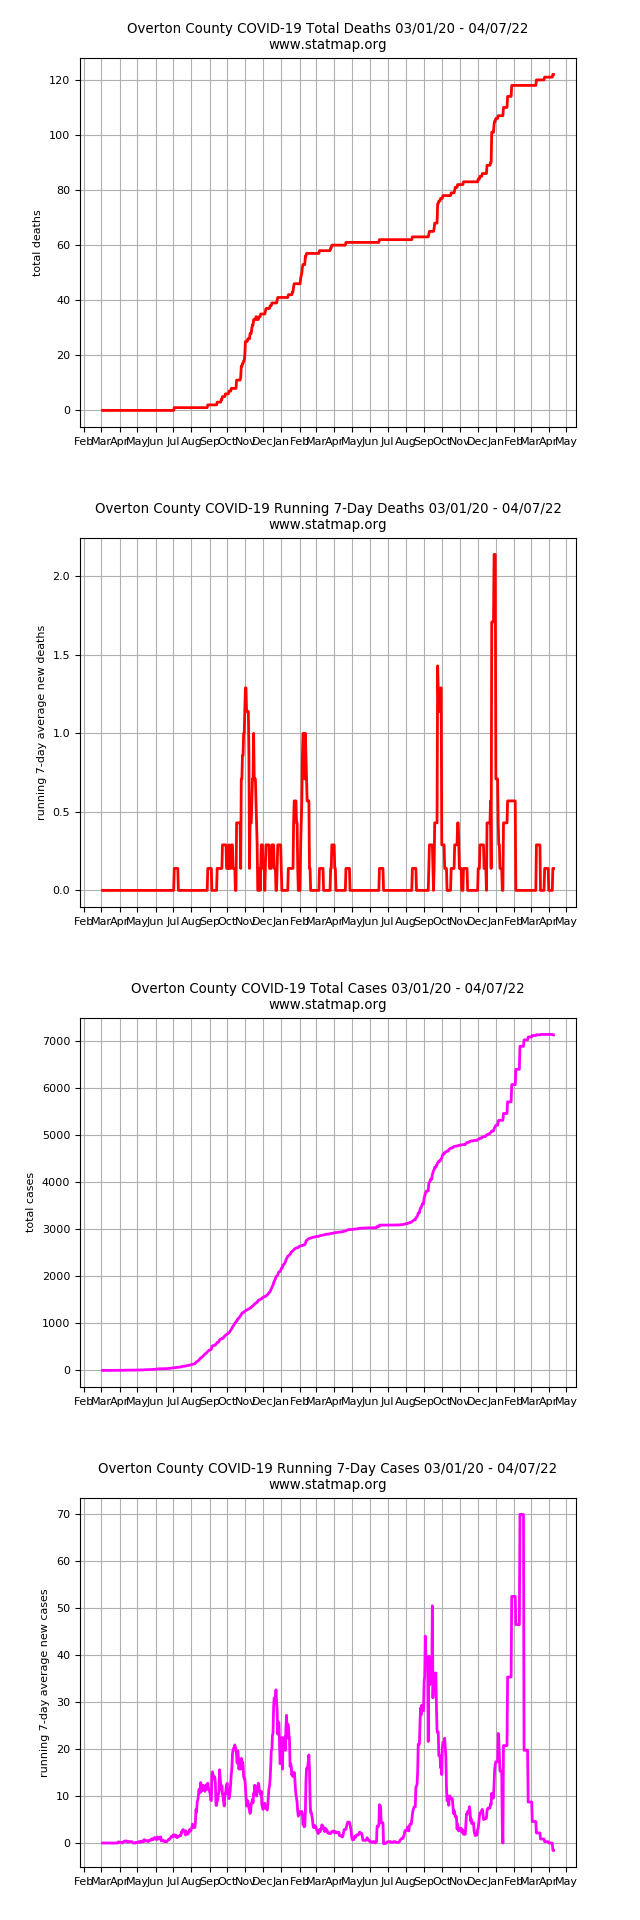 Overton County COVID-19 Total Deaths 03/01/20 - 04/07/22
www.statmap.org
120
100
80
60
40
20
0
total deaths
Feb Mar Apr May Jun Jul Aug Sep Oct Nov Dec Jan Feb Mar Apr May Jun Jul Aug Sep Oct Nov Dec Jan Feb Mar Apr May
Overton County COVID-19 Running 7-Day Deaths 03/01/20 - 04/07/22
www.statmap.org
2.0
1.5
1.0
0.5
0.0
running 7-day average new deaths
Feb Mar Apr May Jun Jul Aug Sep Oct Nov Dec Jan Feb Mar Apr May Jun Jul Aug Sep Oct Nov Dec Jan Feb Mar Apr May
Overton County COVID-19 Total Cases 03/01/20 - 04/07/22
www.statmap.org
7000
6000
5000
4000
3000
2000
1000
0
total cases
Feb Mar Apr May Jun Jul Aug Sep Oct Nov Dec Jan Feb Mar Apr May Jun Jul Aug Sep Oct Nov Dec Jan Feb Mar Apr May
Overton County COVID-19 Running 7-Day Cases 03/01/20 - 04/07/22
www.statmap.org
70
60
50
40
30
20
10
0
running 7-day average new cases
Feb Mar Apr May Jun Jul Aug Sep Oct Nov Dec Jan Feb Mar Apr May Jun Jul Aug Sep Oct Nov Dec Jan Feb Mar Apr May